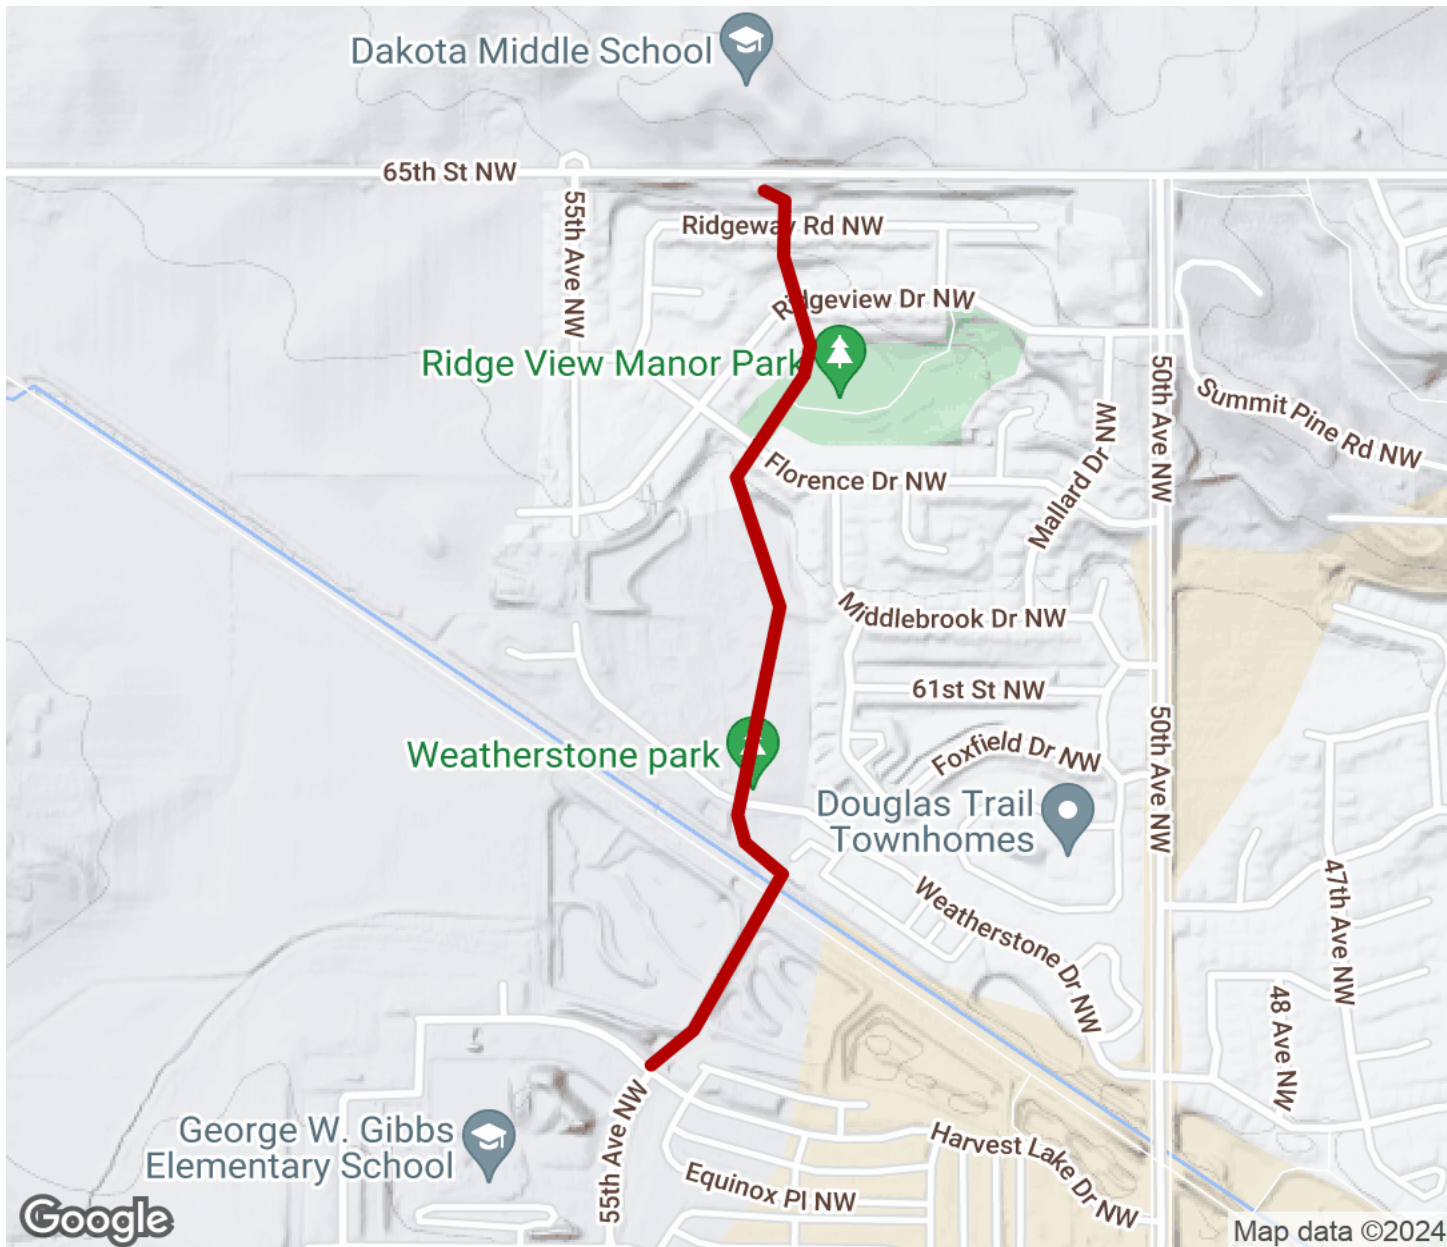 Dakota Middle School
65th St NW
55th Ave NW
Ridgeway Rd NW
Ridgeview Dr NW
Ridge View Manor Park
50th Ave NW
Summit Pine Rd NW
Mallard Dr NW
Florence Dr NW
Middlebrook Dr NW
61st St NW
50th Ave NW
Foxfield Dr NW
Weatherstone park
Douglas Trail
Townhomes
47th Ave NW
Weatherstone Dr NW
48 Ave NW
55th Ave NW
George W. Gibbs
Elementary School
Harvest Lake Dr NW
Equinox Pl NW
Google
Map data ©2024